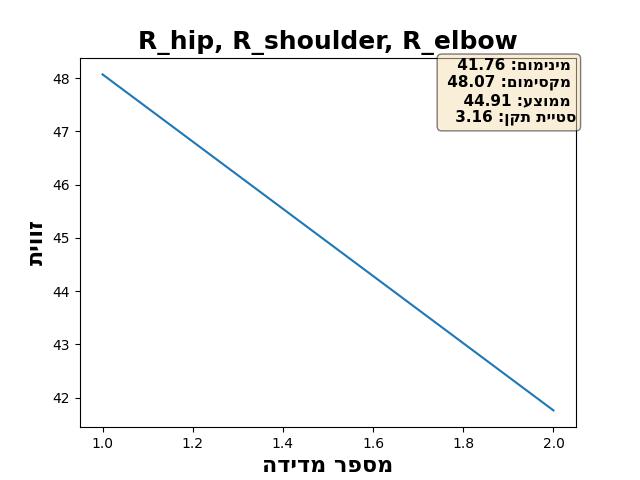 R_hip, R_shoulder, R_elbow
מינימום: 41.76
מקסימום: 48.07
ממוצע: 44.91
סטיית תקן: 3.16
48
47
46
45
44
43
42
זווית
1.0 1.2 1.4 1.6 1.8 2.0
מספר מדידה